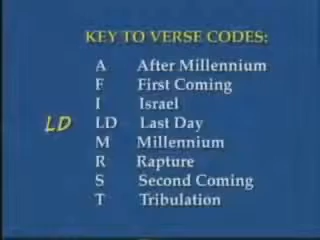 KEY TO VERSE CODES:
A After Millennium
F First Coming
I Israel
LD LD Last Day
M Millennium
R Rapture
S Second Coming
T Tribulation